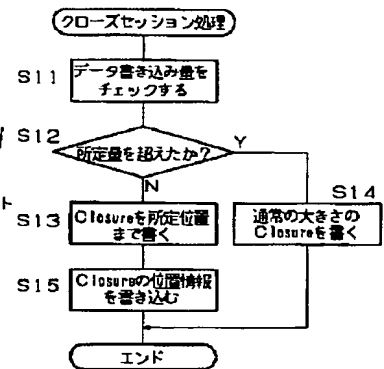 クローズセッション処理
S11
データ書き込み量を
チェックする
S12
所定量を超えたか?
Y
N
S13
Closureを所定位置
まで書く
S14
通常の大きさの
Closureを書く
S15
Closureの位置情報
を書き込む
エンド
ト